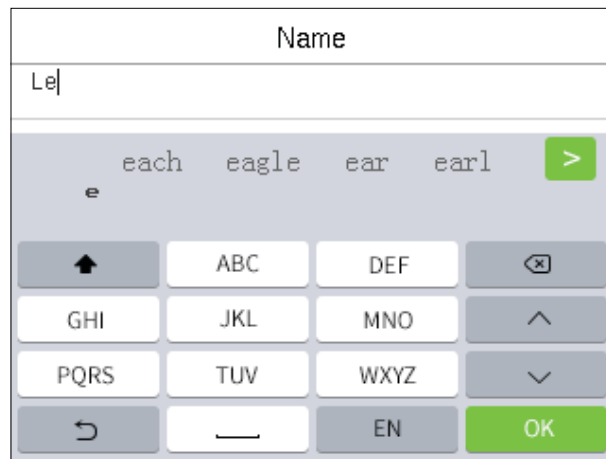 Name
Le
each eagle ear earl >
e
ABC DEF
GHI JKL MNO
PQRS TUV WXYZ
EN OK